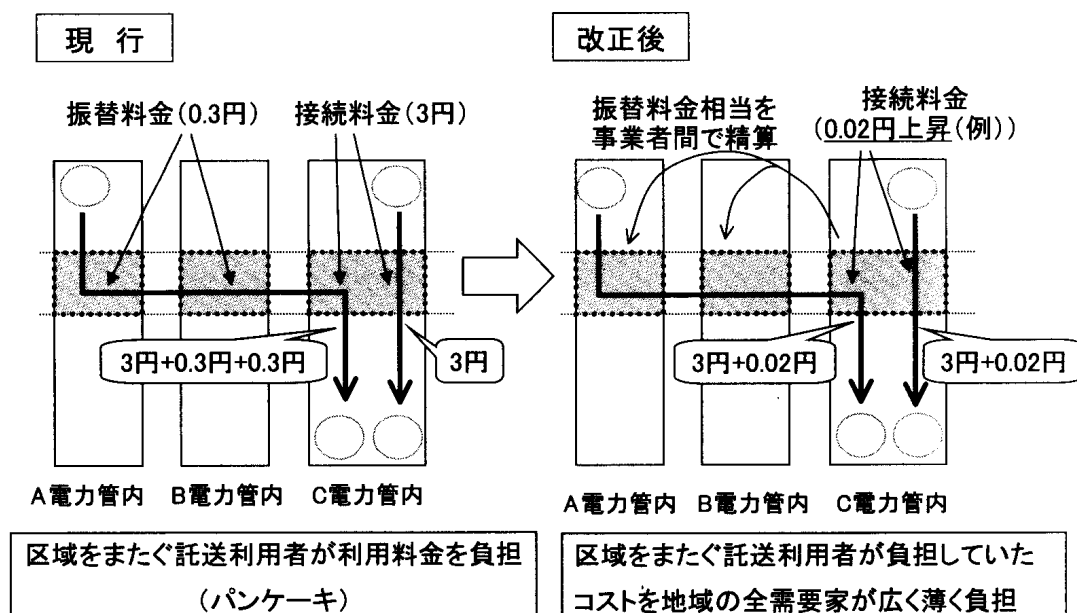 現 行
振替料金(0.3円)
接続料金(3円)
3円+0.3円+0.3円
3円
A電力管内
B電力管内
C電力管内
区域をまたぐ託送利用者が利用料金を負担
(パンケーキ)
改正後
振替料金相当を
事業者間で精算
接続料金
(0.02円上昇(例))
3円+0.02円
3円+0.02円
A電力管内
B電力管内
C電力管内
区域をまたぐ託送利用者が負担していた
コストを地域の全需要家が広く薄く負担